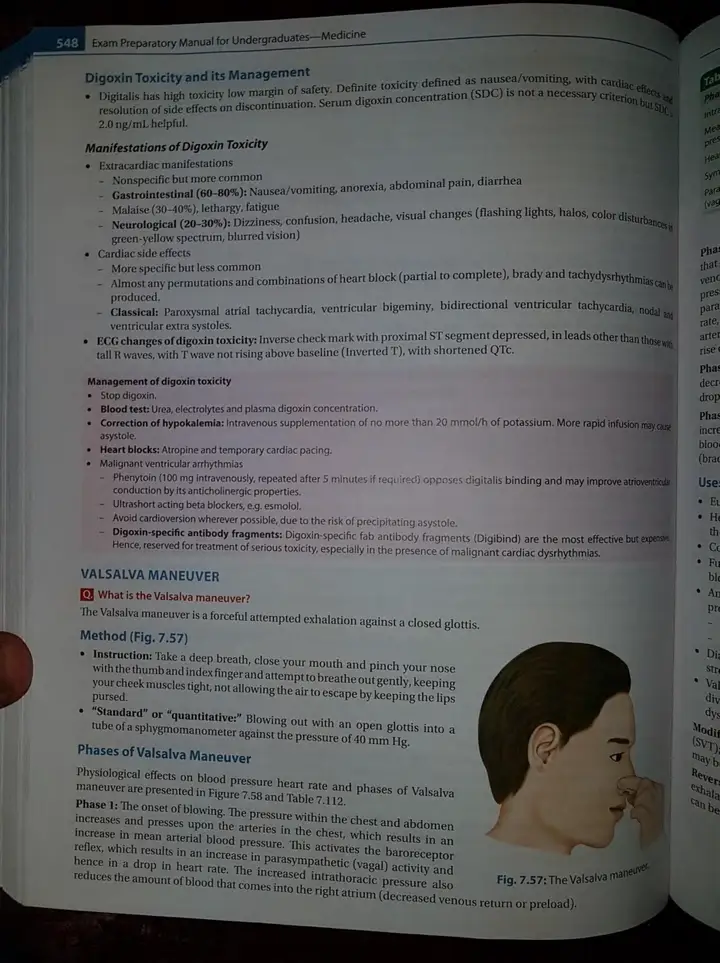 548 Exam Preparatory Manual for Undergraduates—Medicine
Digoxin Toxicity and its Management
• Digitalis has high toxicity low margin of safety. Definite toxicity defined as nausea/vomiting, with cardiac effects and
resolution of side effects on discontinuation. Serum digoxin concentration (SDC) is not a necessary criterion but SDC
2.0 ng/mL helpful.
Manifestations of Digoxin Toxicity
• Extracardiac manifestations
– Nonspecific but more common
– Gastrointestinal (60–80%): Nausea/vomiting, anorexia, abdominal pain, diarrhea
– Malaise (30–40%), lethargy, fatigue
– Neurological (20–30%): Dizziness, confusion, headache, visual changes (flashing lights, halos, color disturbances
green-yellow spectrum, blurred vision)
• Cardiac side effects
– More specific but less common
– Almost any permutations and combinations of heart block (partial to complete), brady and tachydysrhythmias can be
produced.
– Classical: Paroxysmal atrial tachycardia, ventricular bigeminy, bidirectional ventricular tachycardia, nodal and
ventricular extra systoles.
• ECG changes of digoxin toxicity: Inverse check mark with proximal ST segment depressed, in leads other than those with
tall R waves, with T wave not rising above baseline (Inverted T), with shortened QTc.
Management of digoxin toxicity
• Stop digoxin.
• Blood test: Urea, electrolytes and plasma digoxin concentration.
• Correction of hypokalemia: Intravenous supplementation of no more than 20 mmol/h of potassium. More rapid infusion may cause
asystole.
• Heart blocks: Atropine and temporary cardiac pacing.
• Malignant ventricular arrhythmias
– Phenytoin (100 mg intravenously, repeated after 5 minutes if required) opposes digitalis binding and may improve atrioventricular
conduction by its anticholinergic properties.
– Ultrashort acting beta blockers, e.g. esmolol.
– Avoid cardioversion wherever possible, due to the risk of precipitating asystole.
– Digoxin-specific antibody fragments: Digoxin-specific fab antibody fragments (Digibind) are the most effective but expensive.
Hence, reserved for treatment of serious toxicity, especially in the presence of malignant cardiac dysrhythmias.
VALSALVA MANEUVER
Q. What is the Valsalva maneuver?
The Valsalva maneuver is a forceful attempted exhalation against a closed glottis.
Method (Fig. 7.57)
• Instruction: Take a deep breath, close your mouth and pinch your nose
with the thumb and index finger and attempt to breathe out gently, keeping
your cheek muscles tight, not allowing the air to escape by keeping the lips
pursed.
• "Standard" or "quantitative:" Blowing out with an open glottis into a
tube of a sphygmomanometer against the pressure of 40 mm Hg.
Phases of Valsalva Maneuver
Physiological effects on blood pressure heart rate and phases of Valsalva
maneuver are presented in Figure 7.58 and Table 7.112.
Phase 1: The onset of blowing. The pressure within the chest and abdomen
increases and presses upon the arteries in the chest, which results in an
increase in mean arterial blood pressure. This activates the baroreceptor
reflex, which results in an increase in parasympathetic (vagal) activity and
hence in a drop in heart rate. The increased intrathoracic pressure also
reduces the amount of blood that comes into the right atrium (decreased venous return or preload).
Fig. 7.57: The Valsalva maneuver.